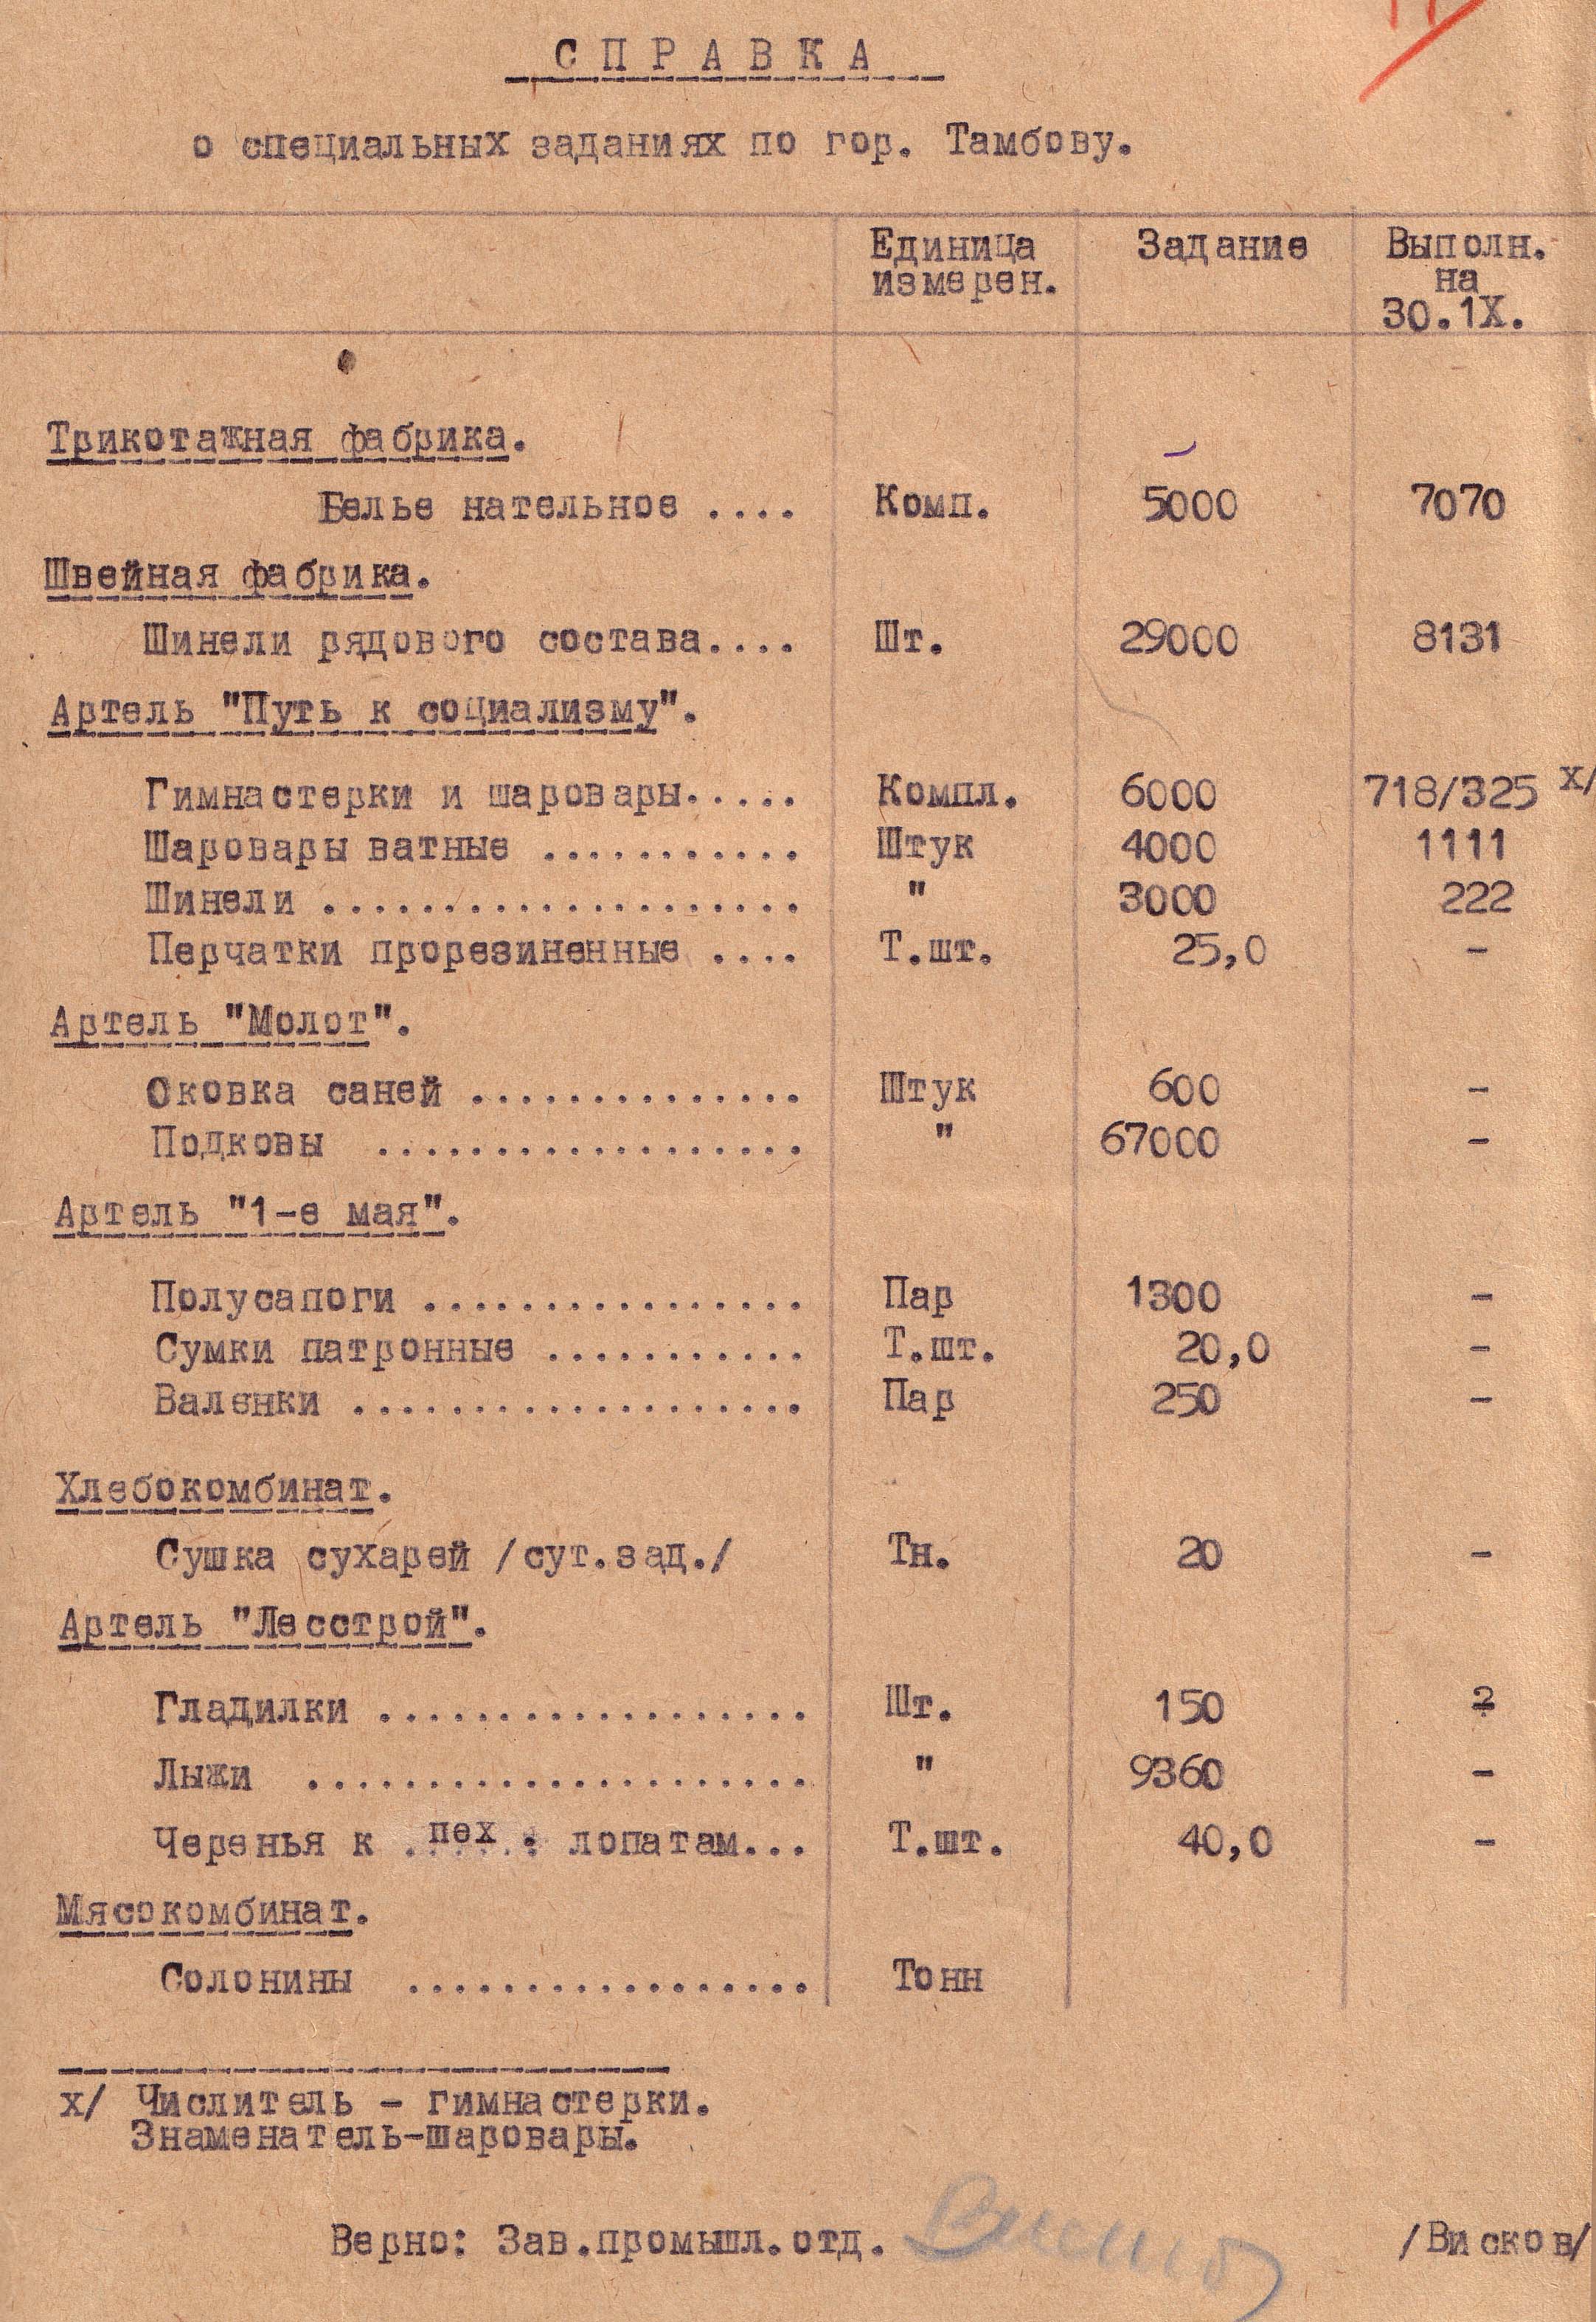 СПРАВКА
о специальных заданиях по гор. Тамбову.
Единица измерен. Задание Выполн. на 30.1Х.
Трикотажная фабрика.
Белье нательное .... Комп. 5000 7070
Швейная фабрика.
Шинели рядового состава.... Шт. 29000 8131
Артель "Путь к социализму".
Гимнастерки и шаровары..... Компл. 6000 718/325 х/
Шаровары ватные ........... Штук 4000 1111
Шинели .................... " 3000 222
Перчатки прорезиненные .... Т.шт. 25,0 -
Артель "Молот".
Оковка саней .............. Штук 600 -
Подковы .................. " 67000 -
Артель "1-е мая".
Полусапоги ................ Пар 1300 -
Сумки патронные ........... Т.шт. 20,0 -
Валенки ................... Пар 250 -
Хлебокомбинат.
Сушка сухарей /сут.зад./ Тн. 20 -
Артель "Лесстрой".
Гладилки .................. Шт. 150
Лыжи ..................... " 9360 -
Черенья к пех. лопатам... Т.шт. 40,0 -
Мясокомбинат.
Солонины ................. Тонн
х/ Числитель - гимнастерки.
Знаменатель-шаровары.
Верно: Зав.промышл.отд. /Висков/